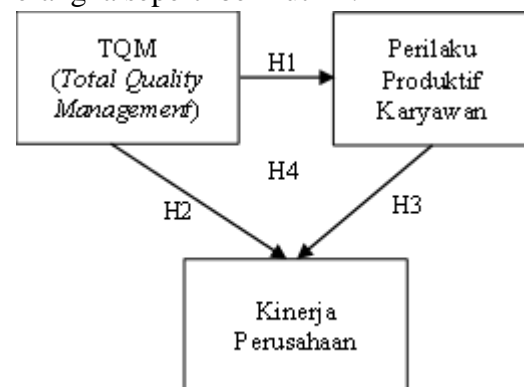 TQM
(Total Quality
Management)
H1
Perilaku
Produktif
Karyawan
H4
H2
H3
Kinerja
Perusahaan